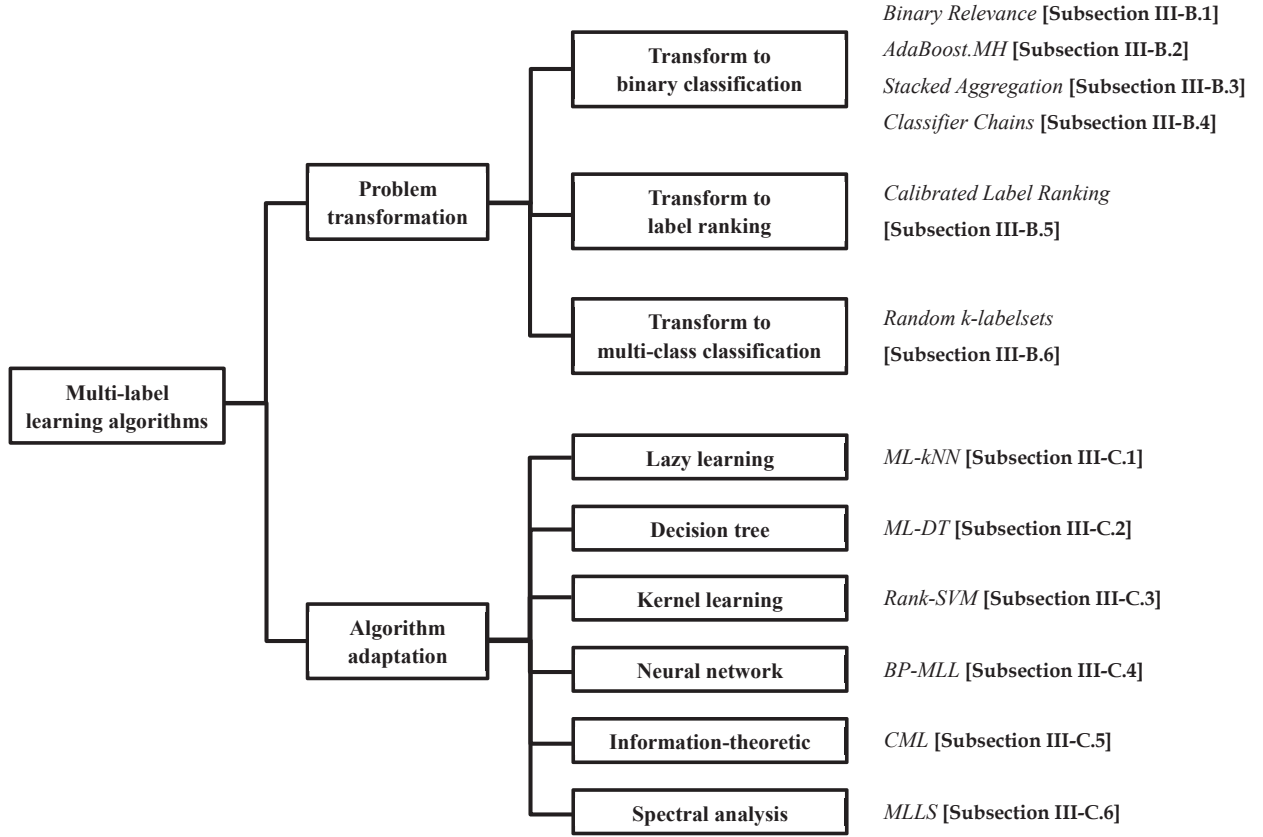 Binary Relevance [Subsection III-B.1]
Transform to
binary classification
AdaBoost.MH [Subsection III-B.2]
Stacked Aggregation [Subsection III-B.3]
Classifier Chains [Subsection III-B.4]
Problem
transformation
Transform to
label ranking
Calibrated Label Ranking
[Subsection III-B.5]
Transform to
multi-class classification
Random k-labelsets
[Subsection III-B.6]
Multi-label
learning algorithms
Lazy learning
ML-kNN [Subsection III-C.1]
Decision tree
ML-DT [Subsection III-C.2]
Kernel learning
Rank-SVM [Subsection III-C.3]
Algorithm
adaptation
Neural network
BP-MLL [Subsection III-C.4]
Information-theoretic
CML [Subsection III-C.5]
Spectral analysis
MLLS [Subsection III-C.6]